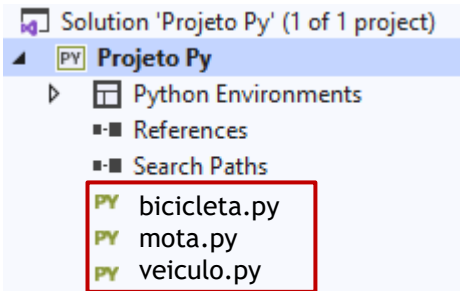 Solution 'Projeto Py' (1 of 1 project)
PY Projeto Py
Python Environments
References
Search Paths
PY bicicleta.py
PY mota.py
PY veiculo.py